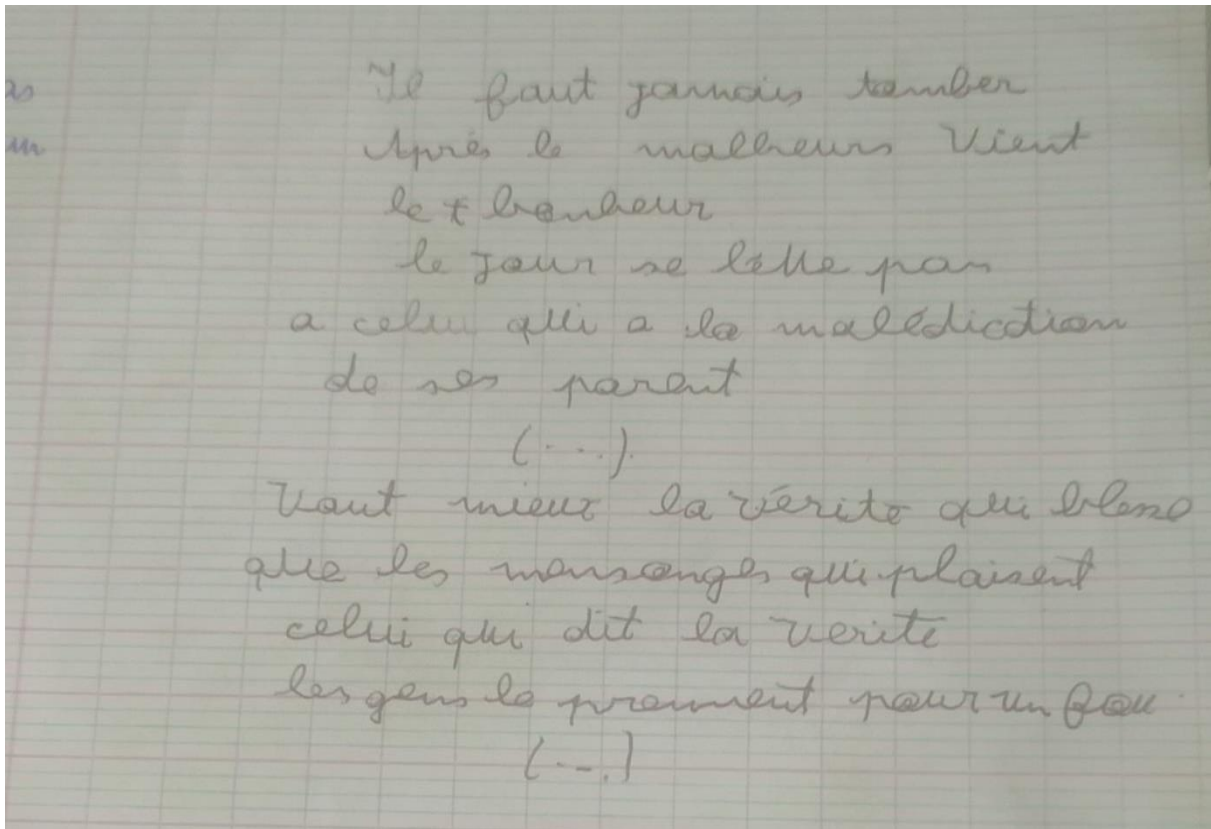 Il faut jamais tomber
Après le malheurs Vient
le bonheur
le jour se lève pas
a celui qui a la malédiction
de ses parent
(...).
Vaut mieux la vérité qui blesse
que les mensonges qui plaisent
celui qui dit la verité
les gens le prennent pour un fou.
(...)